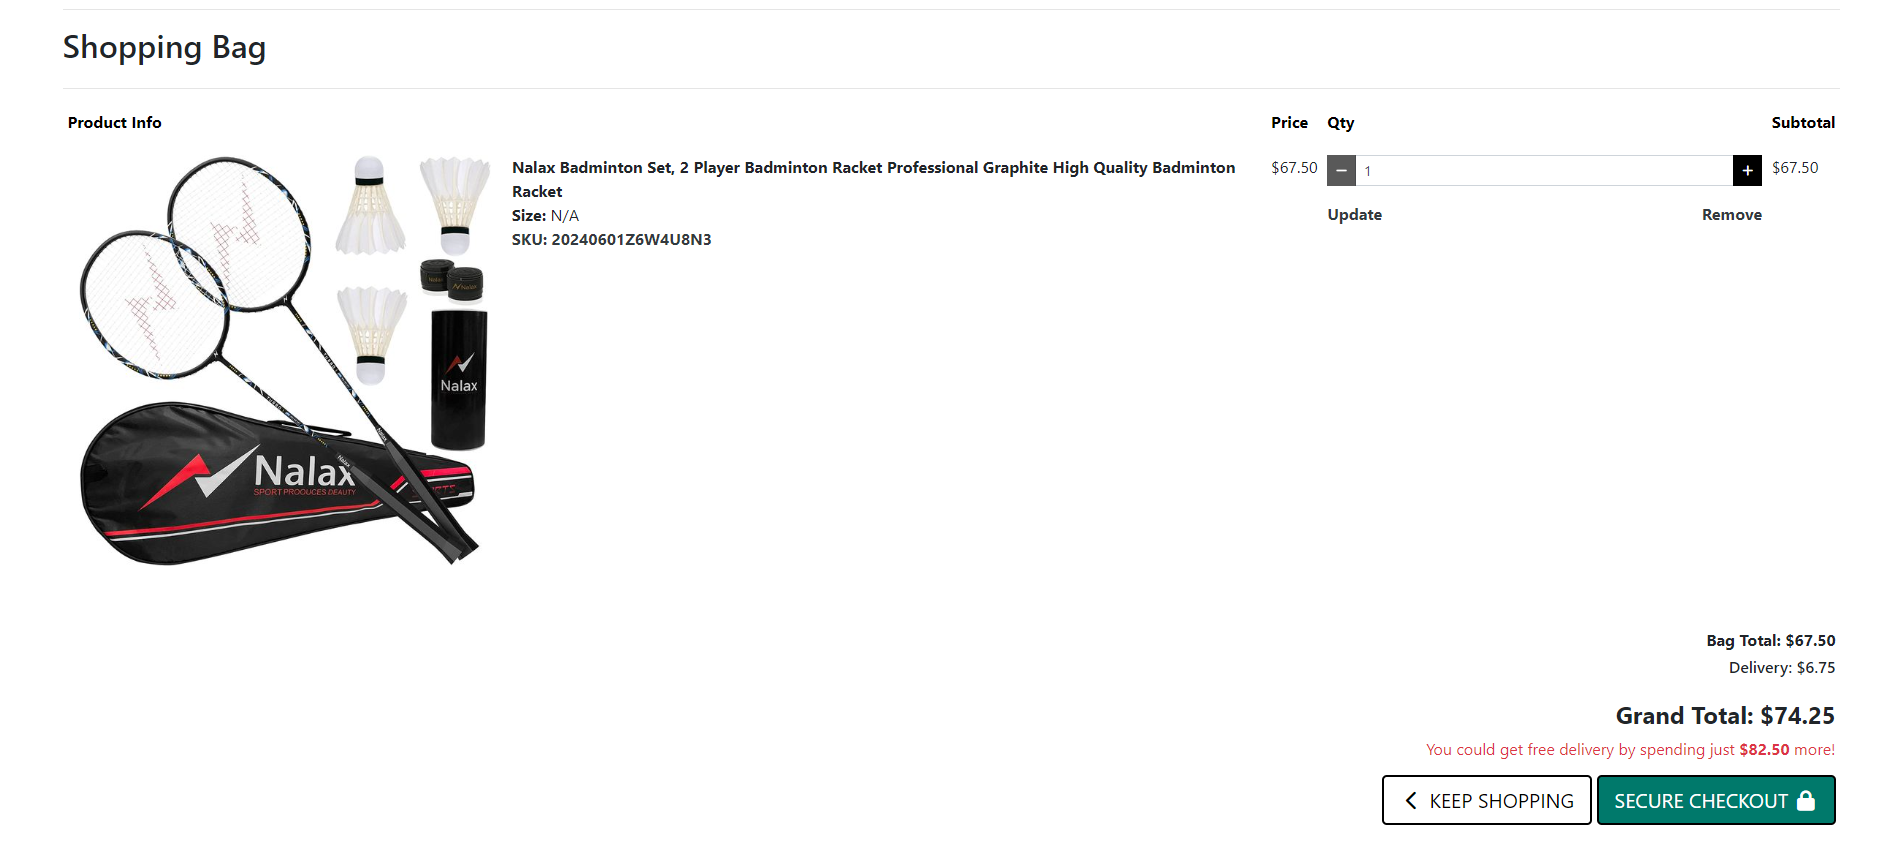 Shopping Bag
Product Info Price Qty Subtotal
Nalax Badminton Set, 2 Player Badminton Racket Professional Graphite High Quality Badminton
Racket
Size: N/A
SKU: 20240601Z6W4U8N3
$67.50
1
$67.50
Update Remove
Nalax
Nalax
Nalax
SPORT PRODUCES BEAUTY
Bag Total: $67.50
Delivery: $6.75
Grand Total: $74.25
You could get free delivery by spending just $82.50 more!
KEEP SHOPPING
SECURE CHECKOUT